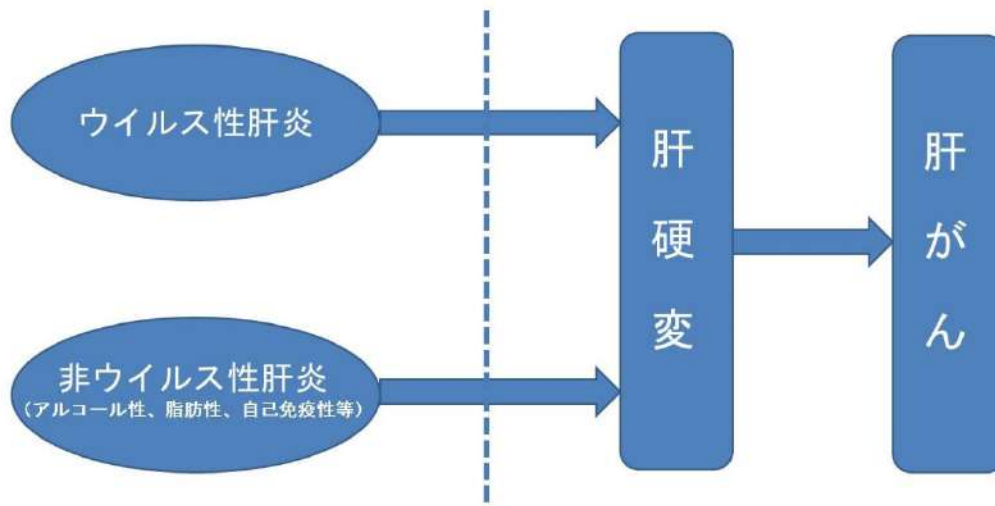 ウイルス性肝炎
非ウイルス性肝炎
(アルコール性、脂肪性、自己免疫性等)
肝硬変
肝がん